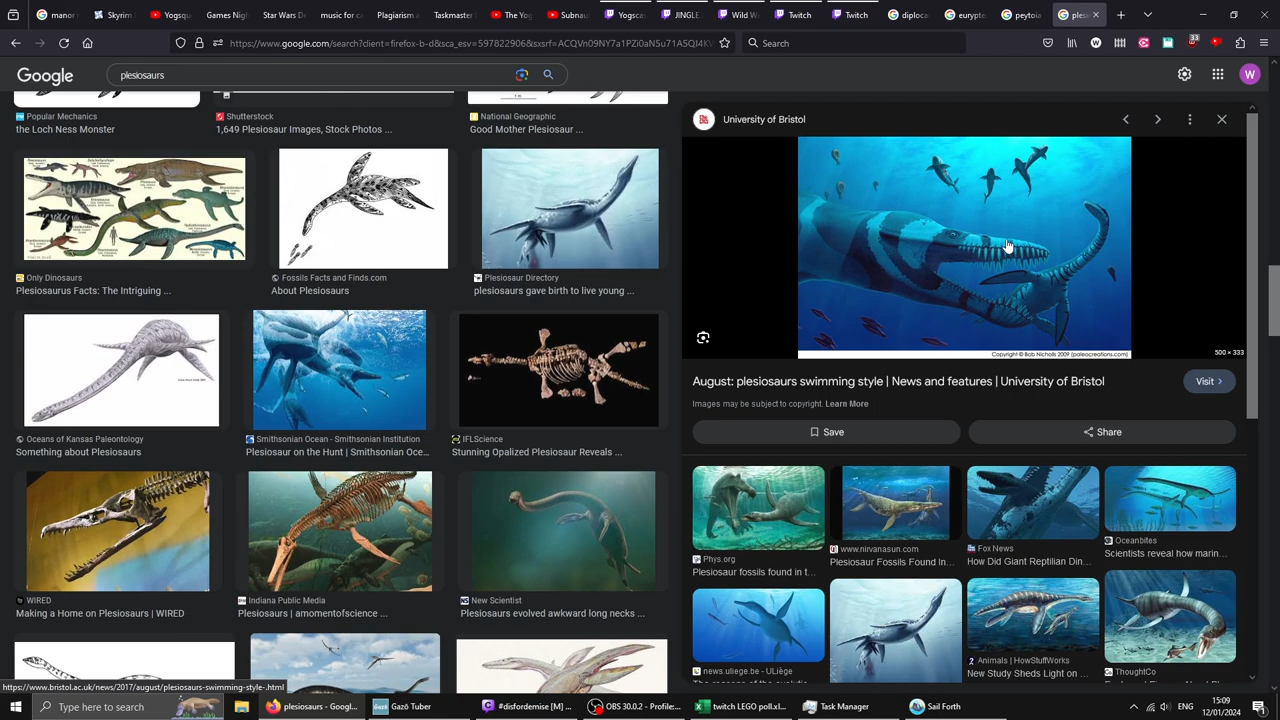 manor
Skyrim
Yogsqu
Games Night
Star Wars D
music for c
Plagiarism a
Taskmaster
The Yog
Subnau
Yogscas
JINGLE
Wild Wa
Twitch
Twitch
diploca
eurypte
peytoia
plesi
https://www.google.com/search?client=firefox-b-d&sca_esv=597822906&sxsrf=ACQVn09NY7a1PZi0aN5u71A5QJ4KV
Search
33
Google
plesiosaurs
W
Popular Mechanics
the Loch Ness Monster
Shutterstock
1,649 Plesiosaur Images, Stock Photos ...
National Geographic
Good Mother Plesiosaur ...
Only Dinosaurs
Plesiosaurus Facts: The Intriguing ...
Fossils Facts and Finds.com
About Plesiosaurs
Plesiosaur Directory
plesiosaurs gave birth to live young ...
Oceans of Kansas Paleontology
Something about Plesiosaurs
Smithsonian Ocean - Smithsonian Institution
Plesiosaur on the Hunt | Smithsonian Oce...
IFLScience
Stunning Opalized Plesiosaur Reveals ...
WIRED
Making a Home on Plesiosaurs | WIRED
Indiana Public Media
Plesiosaurs | amomentofscience ...
New Scientist
Plesiosaurs evolved awkward long necks ...
University of Bristol
Copyright © Bob Nicholls 2009 (paleocreations.com)
500 × 333
August: plesiosaurs swimming style | News and features | University of Bristol
Visit
Images may be subject to copyright. Learn More
Save
Share
Phys.org
Plesiosaur fossils found in t...
www.nirvanasun.com
Plesiosaur Fossils Found In...
Fox News
How Did Giant Reptilian Din...
Oceanbites
Scientists reveal how marin...
news.uliege.be - ULiège
Animals | HowStuffWorks
New Study Sheds Light on ...
ThoughtCo
https://www.bristol.ac.uk/news/2017/august/plesiosaurs-swimming-style-.html
Type here to search
plesiosaurs - Googl...
Gazō Tuber
#disfordemise [M] ...
OBS 30.0.2 - Profile:...
twitch LEGO poll.xl...
Task Manager
Sail Forth
ENG
15:09
12/01/2024
1